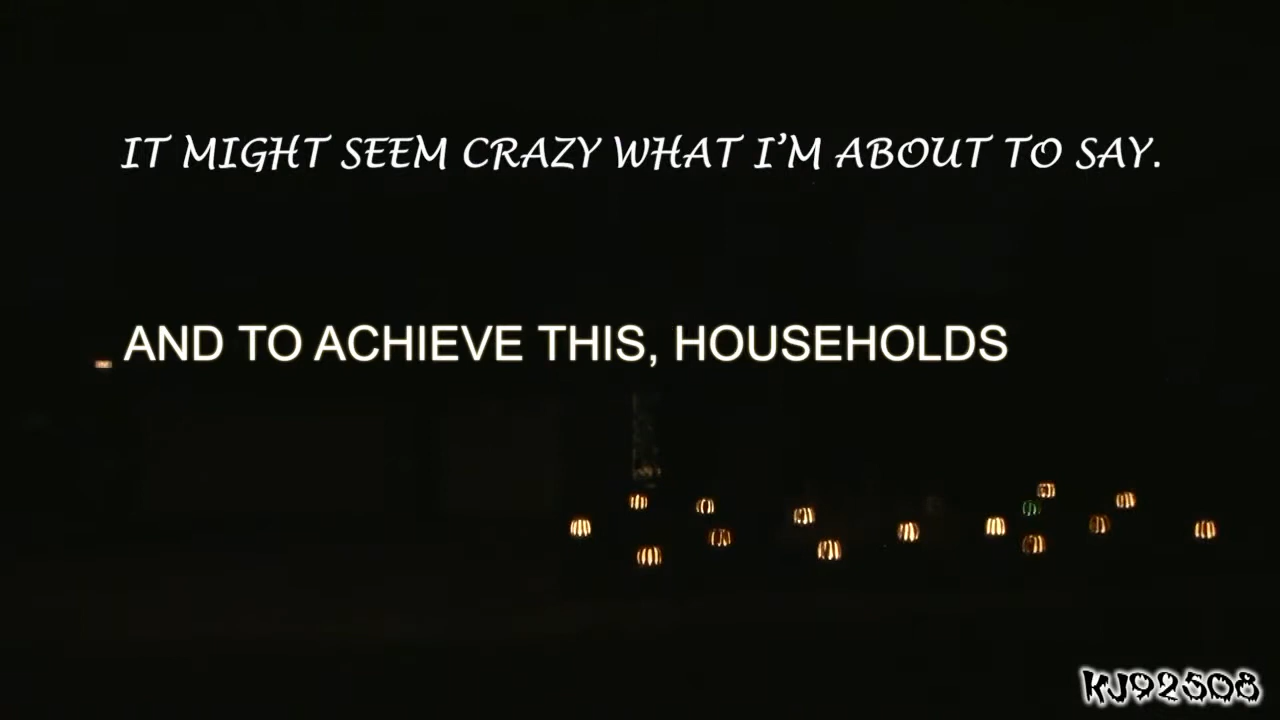 IT MIGHT SEEM CRAZY WHAT I'M ABOUT TO SAY.
AND TO ACHIEVE THIS, HOUSEHOLDS
KJ92508